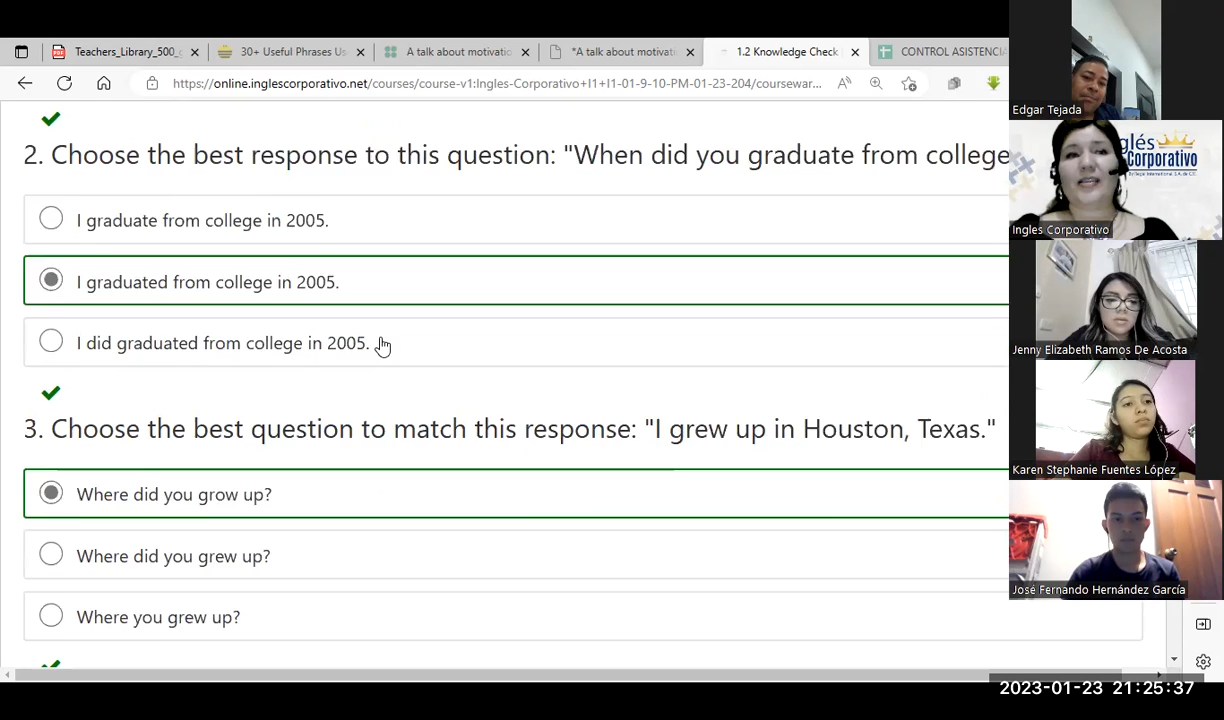 Teachers_Library_500_
30+ Useful Phrases Us
A talk about motivatio
*A talk about motivati
1.2 Knowledge Check
CONTROL ASISTENCIA
https://online.inglescorporativo.net/courses/course-v1:Ingles-Corporativo+I1+I1-01-9-10-PM-01-23-204/coursewar...
2. Choose the best response to this question: "When did you graduate from college
I graduate from college in 2005.
I graduated from college in 2005.
I did graduated from college in 2005.
3. Choose the best question to match this response: "I grew up in Houston, Texas."
Where did you grow up?
Where did you grew up?
Where you grew up?
Edgar Tejada
glés
Corporativo
Ingles Corporativo
Jenny Elizabeth Ramos De Acosta
Karen Stephanie Fuentes López
José Fernando Hernández García
2023-01-23 21:25:37